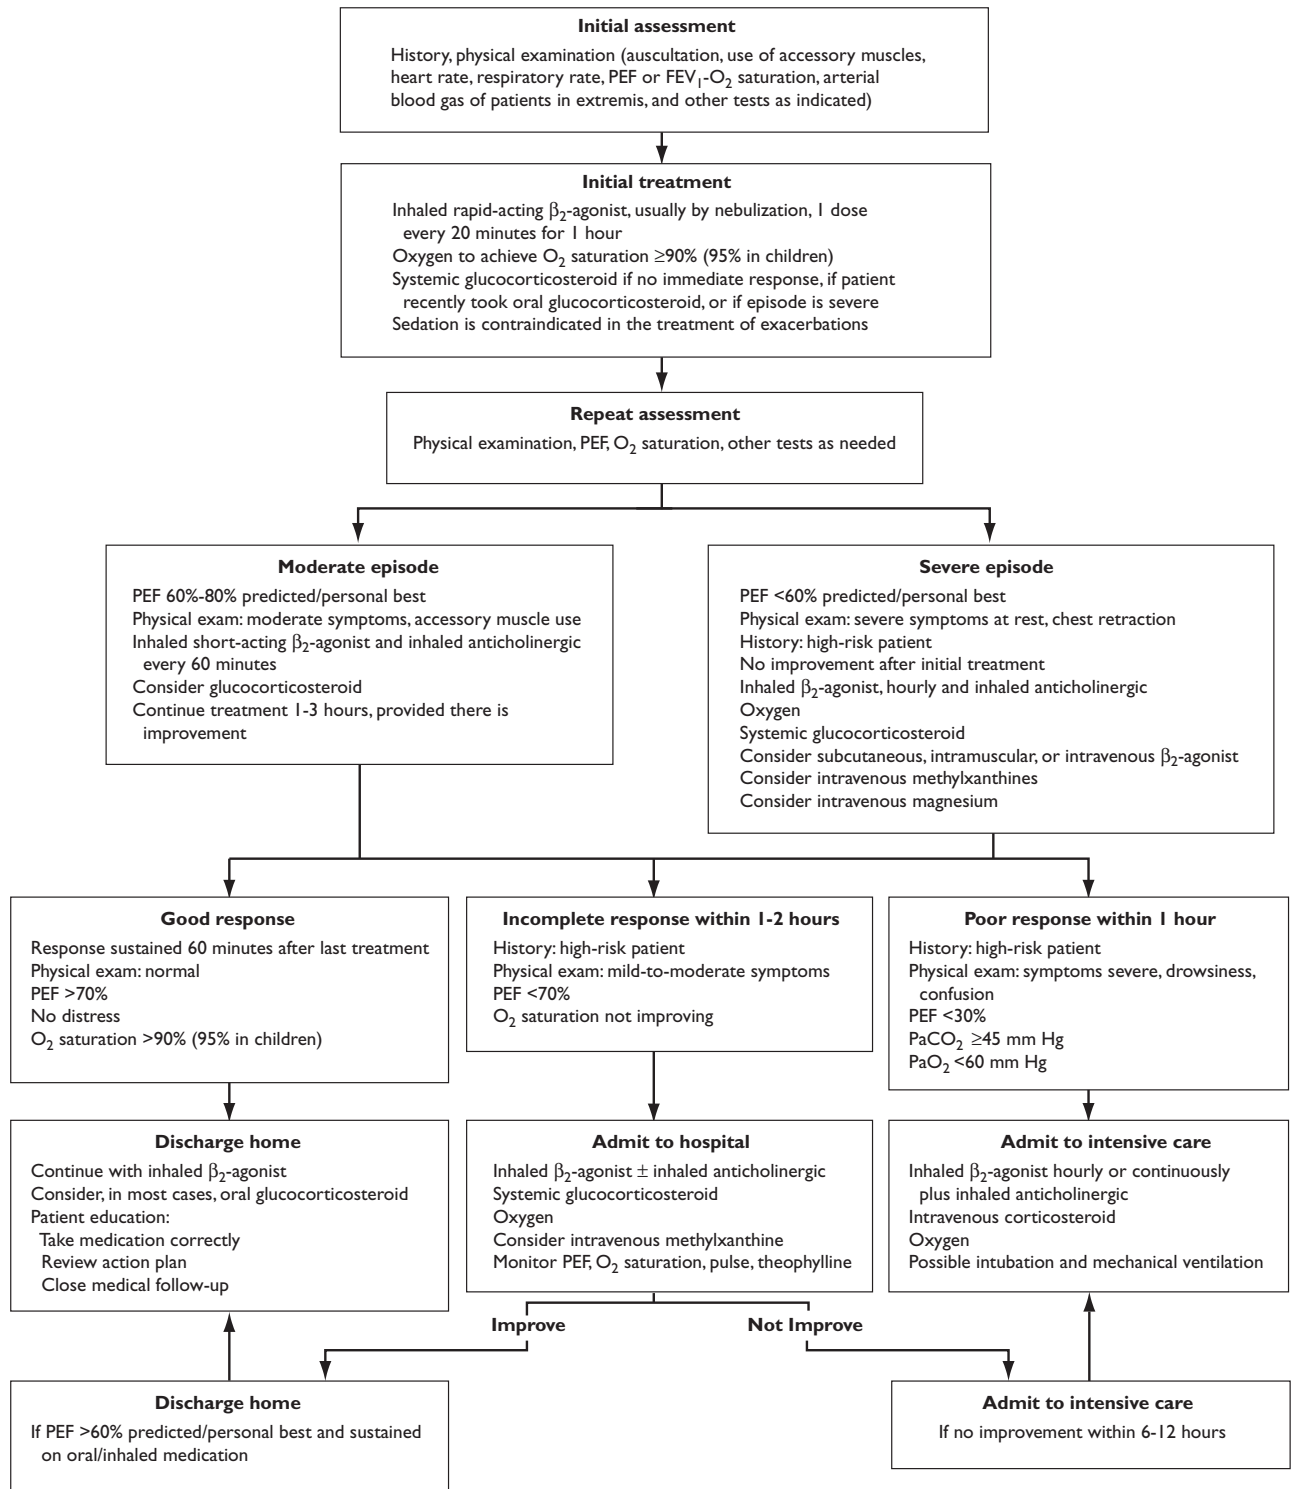 Initial assessment
History, physical examination (auscultation, use of accessory muscles,
heart rate, respiratory rate, PEF or FEV₁-O₂ saturation, arterial
blood gas of patients in extremis, and other tests as indicated)
Initial treatment
Inhaled rapid-acting β₂-agonist, usually by nebulization, 1 dose
every 20 minutes for 1 hour
Oxygen to achieve O₂ saturation ≥90% (95% in children)
Systemic glucocorticosteroid if no immediate response, if patient
recently took oral glucocorticosteroid, or if episode is severe
Sedation is contraindicated in the treatment of exacerbations
Repeat assessment
Physical examination, PEF, O₂ saturation, other tests as needed
Moderate episode
PEF 60%-80% predicted/personal best
Physical exam: moderate symptoms, accessory muscle use
Inhaled short-acting β₂-agonist and inhaled anticholinergic
every 60 minutes
Consider glucocorticosteroid
Continue treatment 1-3 hours, provided there is
improvement
Severe episode
PEF <60% predicted/personal best
Physical exam: severe symptoms at rest, chest retraction
History: high-risk patient
No improvement after initial treatment
Inhaled β₂-agonist, hourly and inhaled anticholinergic
Oxygen
Systemic glucocorticosteroid
Consider subcutaneous, intramuscular, or intravenous β₂-agonist
Consider intravenous methylxanthines
Consider intravenous magnesium
Good response
Response sustained 60 minutes after last treatment
Physical exam: normal
PEF >70%
No distress
O₂ saturation >90% (95% in children)
Incomplete response within 1-2 hours
History: high-risk patient
Physical exam: mild-to-moderate symptoms
PEF <70%
O₂ saturation not improving
Poor response within 1 hour
History: high-risk patient
Physical exam: symptoms severe, drowsiness,
confusion
PEF <30%
PaCO₂ ≥45 mm Hg
PaO₂ <60 mm Hg
Discharge home
Continue with inhaled β₂-agonist
Consider, in most cases, oral glucocorticosteroid
Patient education:
Take medication correctly
Review action plan
Close medical follow-up
Admit to hospital
Inhaled β₂-agonist ± inhaled anticholinergic
Systemic glucocorticosteroid
Oxygen
Consider intravenous methylxanthine
Monitor PEF, O₂ saturation, pulse, theophylline
Admit to intensive care
Inhaled β₂-agonist hourly or continuously
plus inhaled anticholinergic
Intravenous corticosteroid
Oxygen
Possible intubation and mechanical ventilation
Improve
Not Improve
Discharge home
If PEF >60% predicted/personal best and sustained
on oral/inhaled medication
Admit to intensive care
If no improvement within 6-12 hours